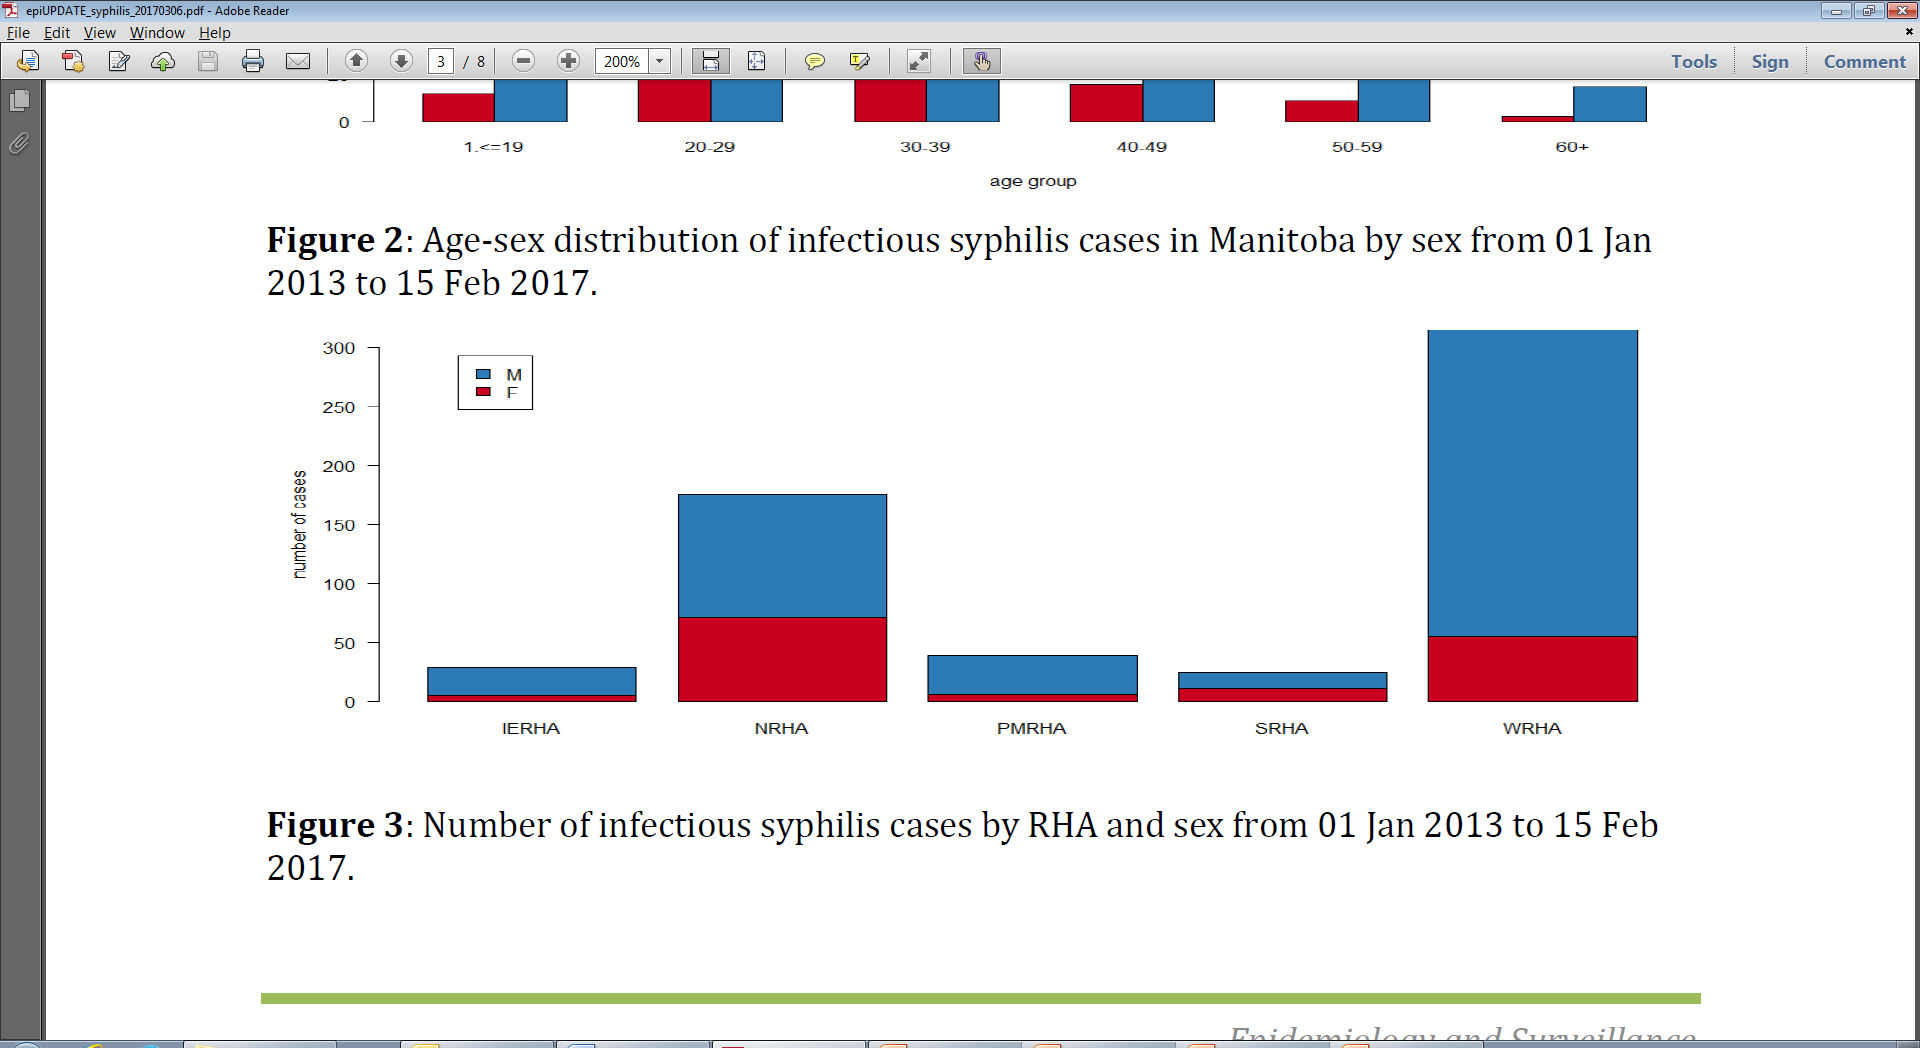 epiUPDATE_syphilis_20170306.pdf - Adobe Reader
File Edit View Window Help
3 / 8 200% Tools Sign Comment
0
1.<=19 20-29 30-39 40-49 50-59 60+
age group
Figure 2: Age-sex distribution of infectious syphilis cases in Manitoba by sex from 01 Jan
2013 to 15 Feb 2017.
300
250
200
150
100
50
0
number of cases
M
F
IERHA NRHA PMRHA SRHA WRHA
Figure 3: Number of infectious syphilis cases by RHA and sex from 01 Jan 2013 to 15 Feb
2017.
Epidemiology and Surveillance